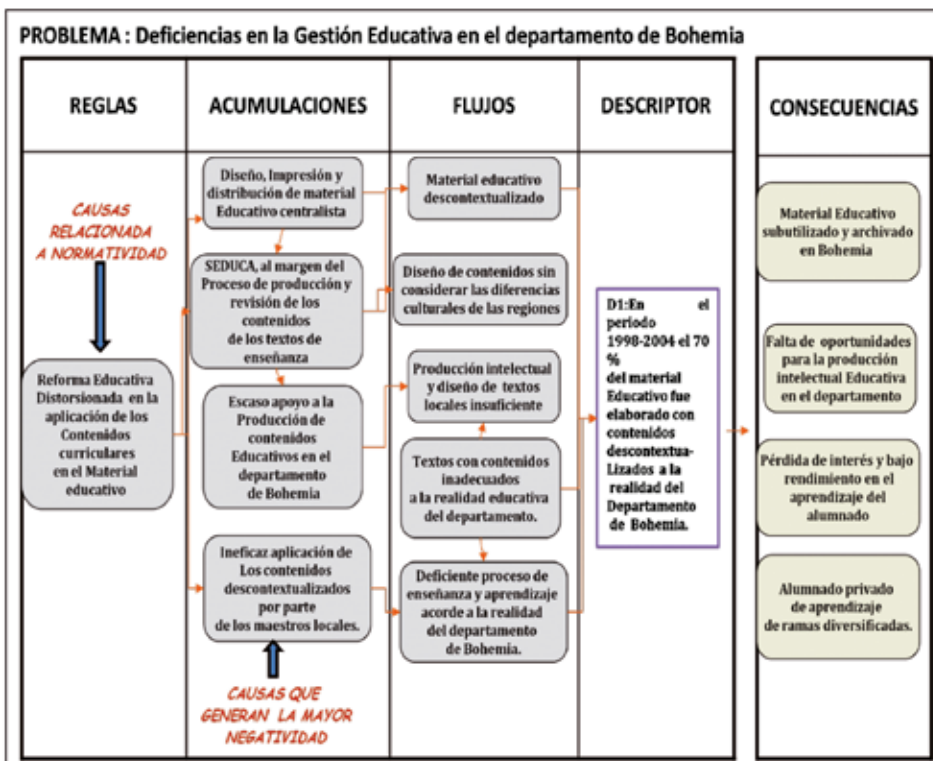 PROBLEMA : Deficiencias en la Gestión Educativa en el departamento de Bohemia
REGLAS
ACUMULACIONES
FLUJOS
DESCRIPTOR
CONSECUENCIAS
CAUSAS
RELACIONADA
A NORMATIVIDAD
Reforma Educativa
Distorsionada en la
aplicación de los
Contenidos
curriculares
en el Material
educativo
Diseño, Impresión y
distribución de material
Educativo centralista
SEDUCA, al margen del
Proceso de producción y
revisión de los
contenidos
de los textos de
enseñanza
Escaso apoyo a la
Producción de
contenidos
Educativos en el
departamento
de Bohemia
Ineficaz aplicación de
Los contenidos
descontextualizados
por parte
de los maestros locales.
CAUSAS QUE
GENERAN LA MAYOR
NEGATIVIDAD
Material educativo
descontextualizado
Diseño de contenidos sin
considerar las diferencias
culturales de las regiones
Producción intelectual
y diseño de textos
locales insuficiente
Textos con contenidos
inadecuados
a la realidad educativa
del departamento.
Deficiente proceso de
enseñanza y aprendizaje
acorde a la realidad
del departamento
de Bohemia.
D1:En el
periodo
1998-2004 el 70
%
del material
Educativo fue
elaborado con
contenidos
descontextua-
Lizados a la
realidad del
Departamento
de Bohemia.
Material Educativo
subutilizado y archivado
en Bohemia
Falta de oportunidades
para la producción
intelectual Educativa
en el departamento
Pérdida de interés y bajo
rendimiento en el
aprendizaje del
alumnado
Alumnado privado
de aprendizaje
de ramas diversificadas.